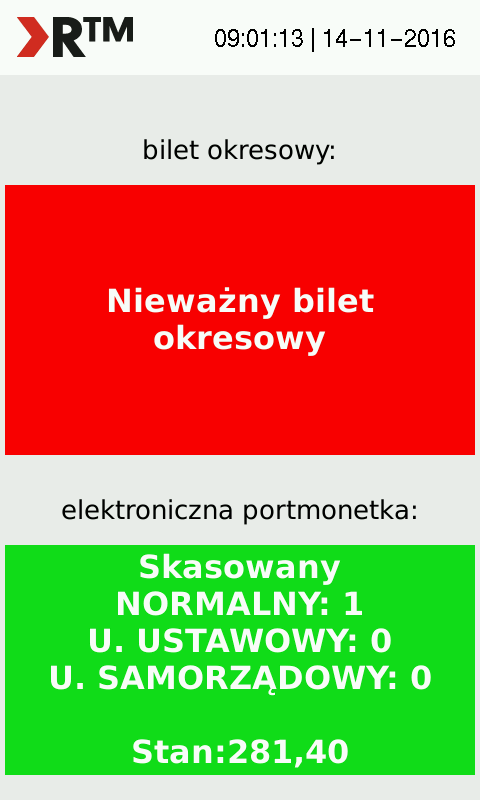 RTM
09:01:13 | 14-11-2016
bilet okresowy:
Nieważny bilet
okresowy
elektroniczna portmonetka:
Skasowany
NORMALNY: 1
U. USTAWOWY: 0
U. SAMORZĄDOWY: 0
Stan:281,40